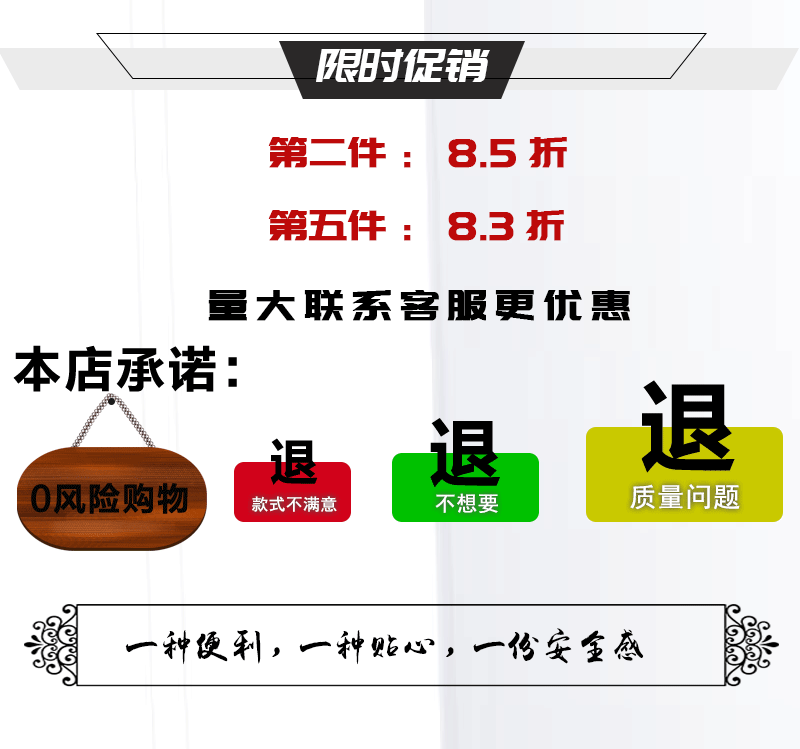 限时促销
第二件：8.5折
第五件：8.3折
量大联系客服更优惠
本店承诺：
0风险购物
退
款式不满意
退
不想要
退
质量问题
一种便利，一种贴心，一份安全感